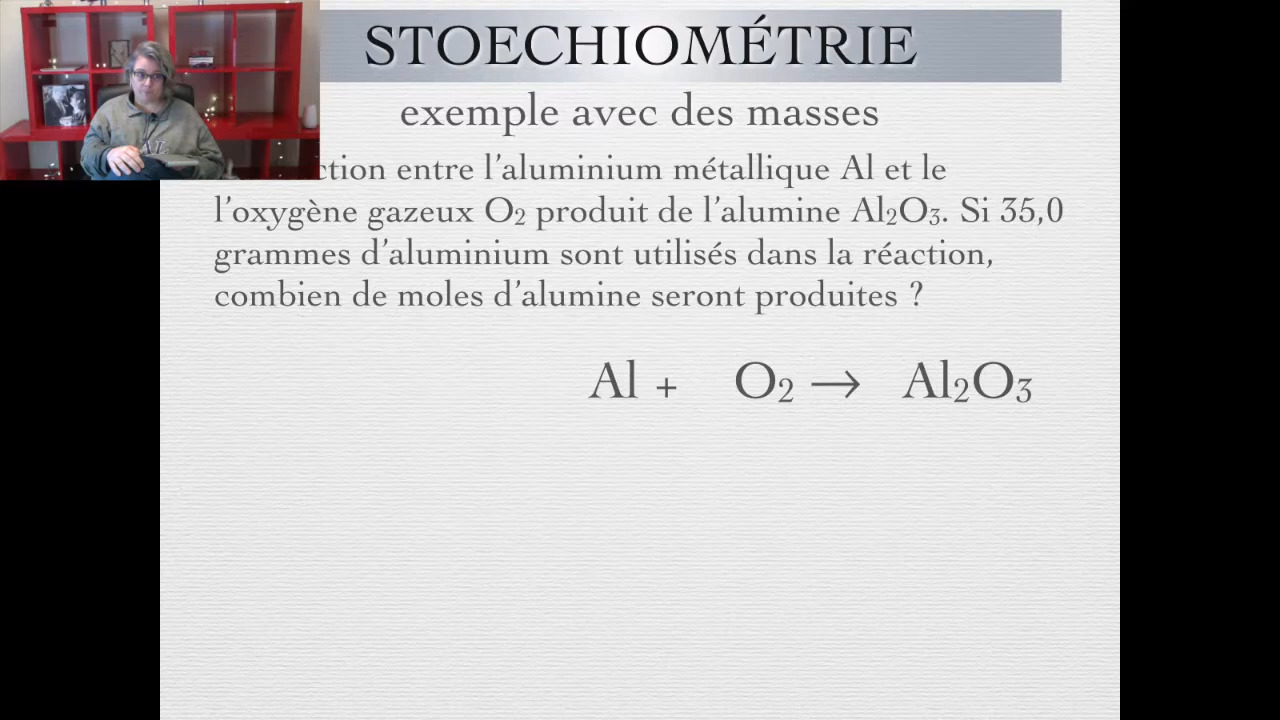 STOECHIOMÉTRIE
exemple avec des masses
entre l’aluminium métallique Al et le
l’oxygène gazeux O₂ produit de l’alumine Al₂O₃. Si 35,0
grammes d’aluminium sont utilisés dans la réaction,
combien de moles d’alumine seront produites ?
Al + O₂ → Al₂O₃